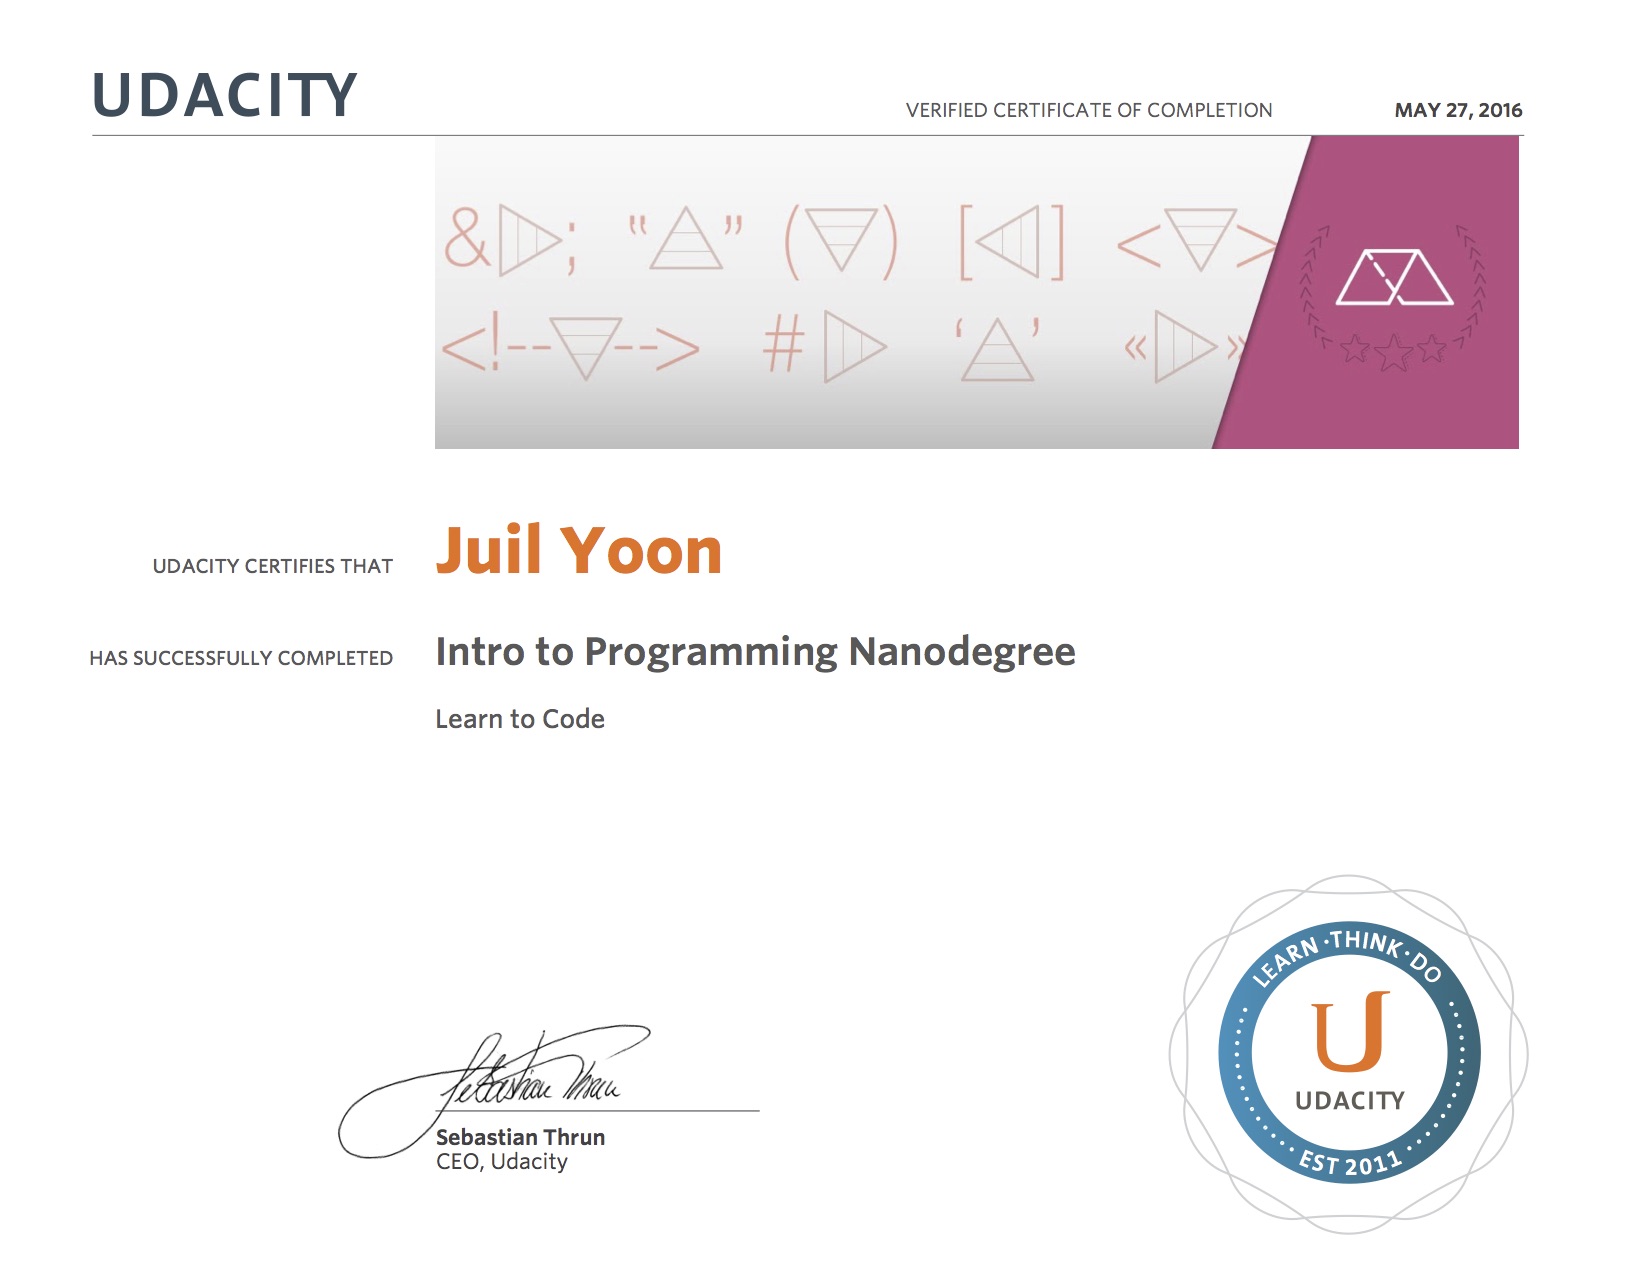 UDACITY
VERIFIED CERTIFICATE OF COMPLETION
MAY 27, 2016
UDACITY CERTIFIES THAT
Juil Yoon
HAS SUCCESSFULLY COMPLETED
Intro to Programming Nanodegree
Learn to Code
Sebastian Thrun
Sebastian Thrun
CEO, Udacity
LEARN · THINK · DO
U
UDACITY
EST 2011